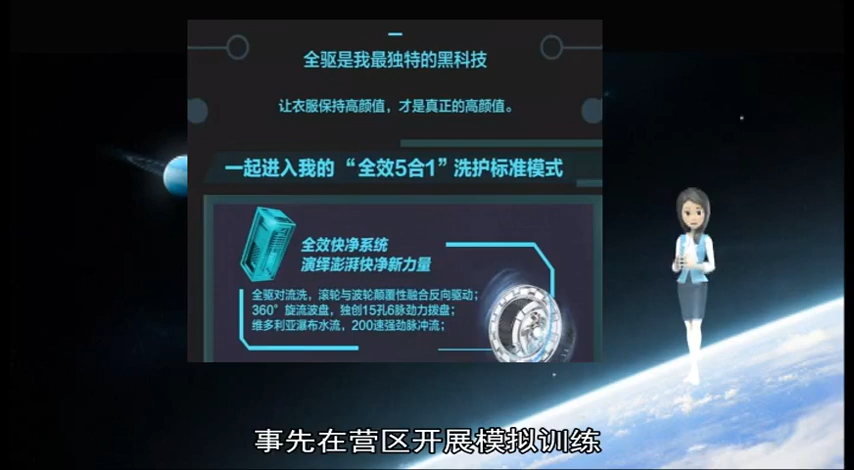 全驱是我最独特的黑科技
让衣服保持高颜值，才是真正的高颜值。
一起进入我的“全效5合1”洗护标准模式
全效快净系统
演绎澎湃快净新力量
全驱对流洗，滚轮与波轮颠覆性融合反向驱动；
360°旋流波盘，独创15孔6脉劲力拨盘；
维多利亚瀑布水流，200速强劲脉冲流；
事先在营区开展模拟训练